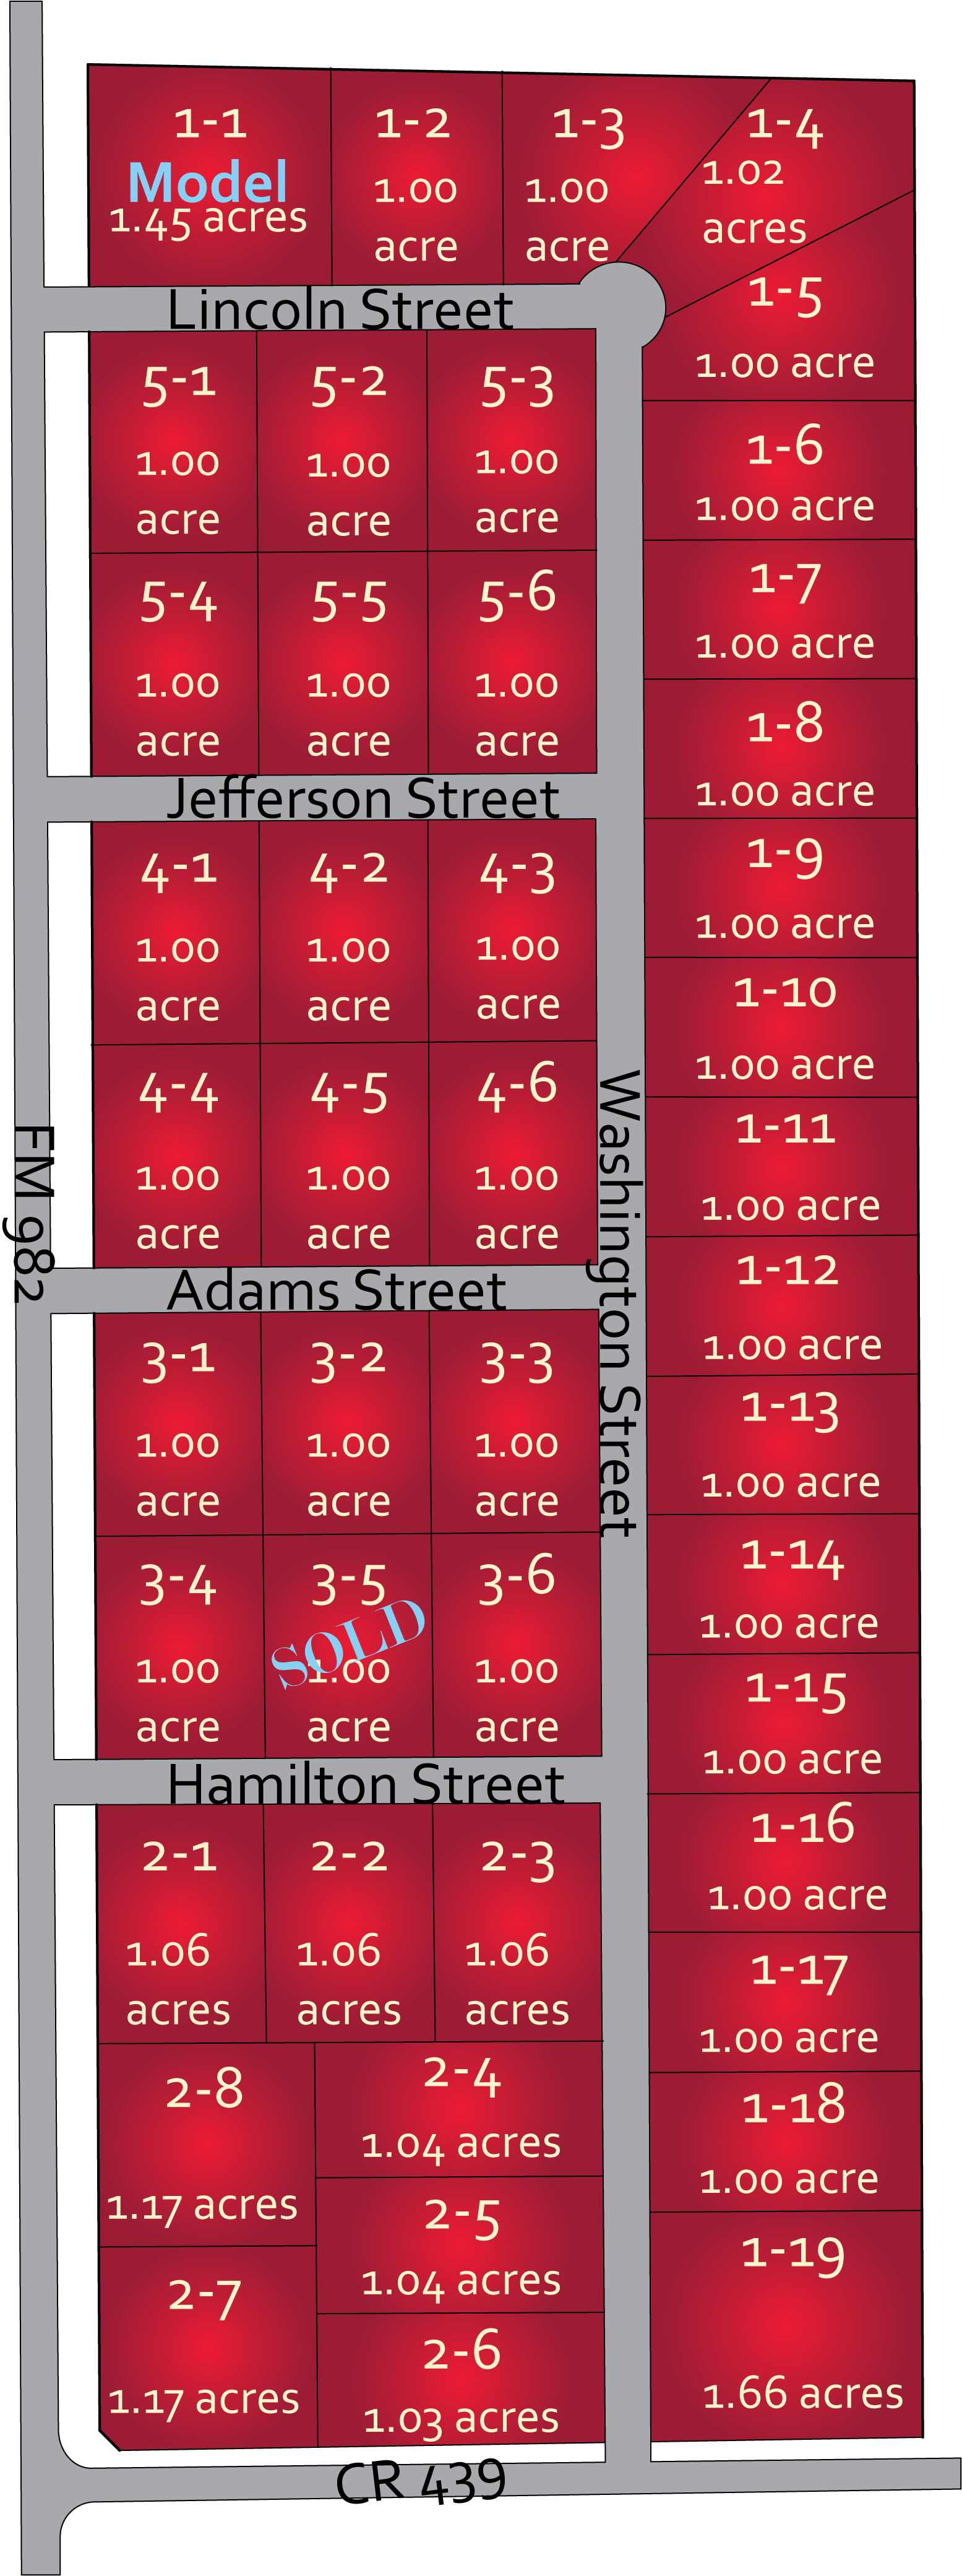 1-1
Model
1.45 acres
1-2
1.00
acre
1-3
1.00
acre
1-4
1.02
acres
1-5
1.00 acre
Lincoln Street
5-1
1.00
acre
5-2
1.00
acre
5-3
1.00
acre
1-6
1.00 acre
5-4
1.00
acre
5-5
1.00
acre
5-6
1.00
acre
1-7
1.00 acre
1-8
1.00 acre
Jefferson Street
4-1
1.00
acre
4-2
1.00
acre
4-3
1.00
acre
1-9
1.00 acre
1-10
1.00 acre
4-4
1.00
acre
4-5
1.00
acre
4-6
1.00
acre
Washington Street
1-11
1.00 acre
FM 982
Adams Street
1-12
1.00 acre
3-1
1.00
acre
3-2
1.00
acre
3-3
1.00
acre
1-13
1.00 acre
3-4
1.00
acre
3-5
SOLD
1.00
acre
3-6
1.00
acre
1-14
1.00 acre
1-15
1.00 acre
Hamilton Street
2-1
1.06
acres
2-2
1.06
acres
2-3
1.06
acres
1-16
1.00 acre
1-17
1.00 acre
2-8
1.17 acres
2-4
1.04 acres
1-18
1.00 acre
2-5
1.04 acres
2-7
1.17 acres
2-6
1.03 acres
1-19
1.66 acres
CR 439